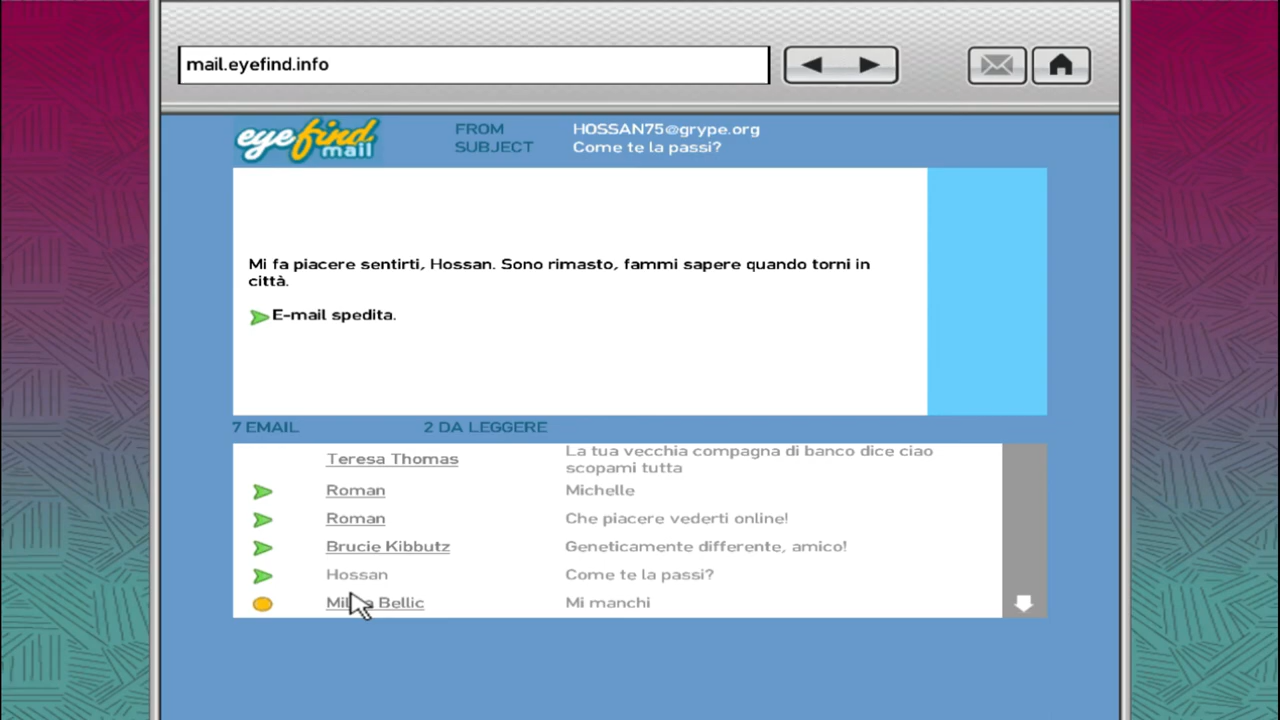 mail.eyefind.info
eyefind
mail
FROM
HOSSAN75@grype.org
SUBJECT
Come te la passi?
Mi fa piacere sentirti, Hossan. Sono rimasto, fammi sapere quando torni in
città.
E-mail spedita.
7 EMAIL 2 DA LEGGERE
Teresa Thomas
La tua vecchia compagna di banco dice ciao
scopami tutta
Roman Michelle
Roman Che piacere vederti online!
Brucie Kibbutz Geneticamente differente, amico!
Hossan Come te la passi?
Bellic Mi manchi